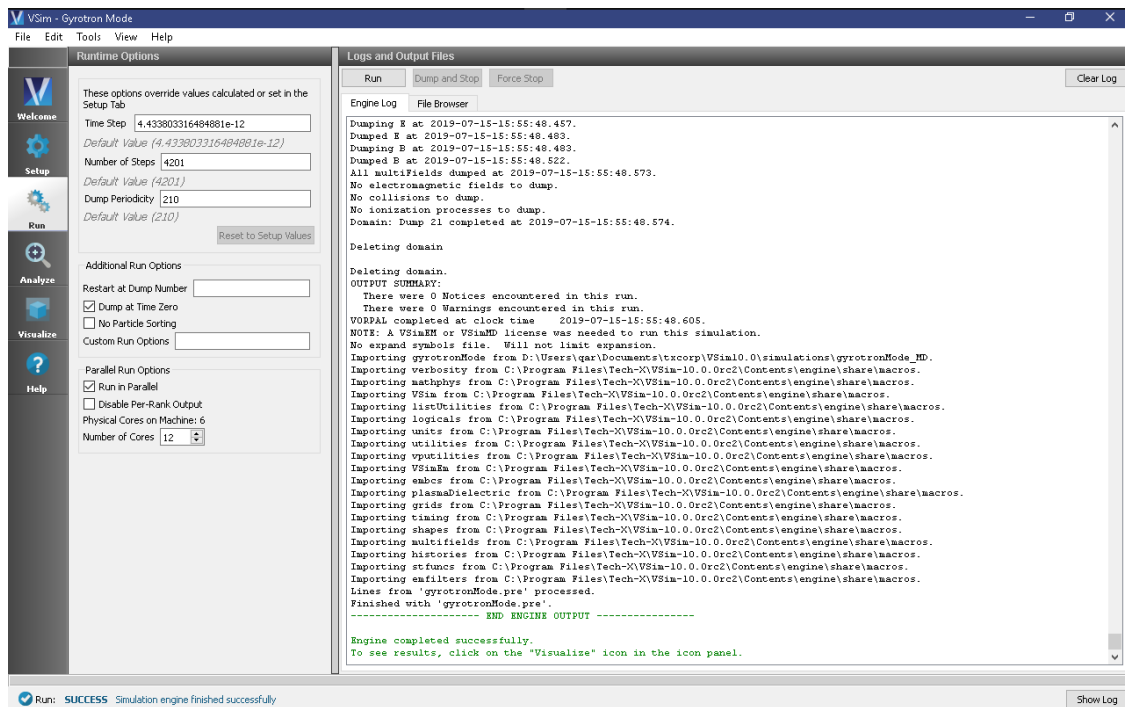 VSim - Gyrotron Mode
File Edit Tools View Help
Runtime Options
Logs and Output Files
Welcome
Setup
Run
Analyze
Visualize
Help
These options override values calculated or set in the
Setup Tab
Time Step 4.433803316484881e-12
Default Value (4.433803316484881e-12)
Number of Steps 4201
Default Value (4201)
Dump Periodicity 210
Default Value (210)
Reset to Setup Values
Additional Run Options
Restart at Dump Number
Dump at Time Zero
No Particle Sorting
Custom Run Options
Parallel Run Options
Run in Parallel
Disable Per-Rank Output
Physical Cores on Machine: 6
Number of Cores 12
Run Dump and Stop Force Stop Clear Log
Engine Log File Browser
Dumping E at 2019-07-15-15:55:48.457.
Dumped E at 2019-07-15-15:55:48.483.
Dumping B at 2019-07-15-15:55:48.483.
Dumped B at 2019-07-15-15:55:48.522.
All multiFields dumped at 2019-07-15-15:55:48.573.
No electromagnetic fields to dump.
No collisions to dump.
No ionization processes to dump.
Domain: Dump 21 completed at 2019-07-15-15:55:48.574.
Deleting domain
Deleting domain.
OUTPUT SUMMARY:
There were 0 Notices encountered in this run.
There were 0 Warnings encountered in this run.
VORPAL completed at clock time 2019-07-15-15:55:48.605.
NOTE: A VSimEM or VSimMD license was needed to run this simulation.
No expand symbols file. Will not limit expansion.
Importing gyrotronMode from D:\Users\qar\Documents\txcorp\VSim10.0\simulations\gyrotronMode_MD.
Importing verbosity from C:\Program Files\Tech-X\VSim-10.0.0rc2\Contents\engine\share\macros.
Importing mathphys from C:\Program Files\Tech-X\VSim-10.0.0rc2\Contents\engine\share\macros.
Importing VSim from C:\Program Files\Tech-X\VSim-10.0.0rc2\Contents\engine\share\macros.
Importing listUtilities from C:\Program Files\Tech-X\VSim-10.0.0rc2\Contents\engine\share\macros.
Importing logicals from C:\Program Files\Tech-X\VSim-10.0.0rc2\Contents\engine\share\macros.
Importing units from C:\Program Files\Tech-X\VSim-10.0.0rc2\Contents\engine\share\macros.
Importing utilities from C:\Program Files\Tech-X\VSim-10.0.0rc2\Contents\engine\share\macros.
Importing vputilities from C:\Program Files\Tech-X\VSim-10.0.0rc2\Contents\engine\share\macros.
Importing VSimEm from C:\Program Files\Tech-X\VSim-10.0.0rc2\Contents\engine\share\macros.
Importing embcs from C:\Program Files\Tech-X\VSim-10.0.0rc2\Contents\engine\share\macros.
Importing plasmaDielectric from C:\Program Files\Tech-X\VSim-10.0.0rc2\Contents\engine\share\macros.
Importing grids from C:\Program Files\Tech-X\VSim-10.0.0rc2\Contents\engine\share\macros.
Importing timing from C:\Program Files\Tech-X\VSim-10.0.0rc2\Contents\engine\share\macros.
Importing shapes from C:\Program Files\Tech-X\VSim-10.0.0rc2\Contents\engine\share\macros.
Importing multifields from C:\Program Files\Tech-X\VSim-10.0.0rc2\Contents\engine\share\macros.
Importing histories from C:\Program Files\Tech-X\VSim-10.0.0rc2\Contents\engine\share\macros.
Importing stfuncs from C:\Program Files\Tech-X\VSim-10.0.0rc2\Contents\engine\share\macros.
Importing emfilters from C:\Program Files\Tech-X\VSim-10.0.0rc2\Contents\engine\share\macros.
Lines from 'gyrotronMode.pre' processed.
Finished with 'gyrotronMode.pre'.
--------------------- END ENGINE OUTPUT ----------------
Engine completed successfully.
To see results, click on the "Visualize" icon in the icon panel.
Run: SUCCESS Simulation engine finished successfully
Show Log